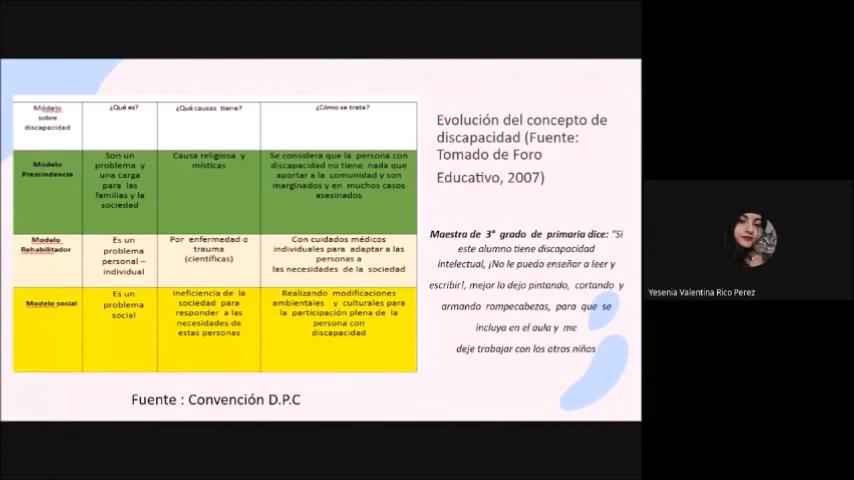 Módelo
sobre
discapacidad
¿Qué es?
¿Qué causas tiene?
¿Cómo se trata?
Modelo
Prescindencia
Son un
problema y
una carga
para las
familias y la
sociedad
Causa religiosa y
místicas
Se considera que la persona con
discapacidad no tiene nada que
aportar a la comunidad y son
marginados y en muchos casos
asesinados
Modelo
Rehabilitador
Es un
problema
personal –
individual
Por enfermedad o
trauma
(científicas)
Con cuidados médicos
individuales para adaptar a las
personas a
las necesidades de la sociedad
Modelo social
Es un
problema
social
Ineficiencia de la
sociedad para
responder a las
necesidades de
estas personas
Realizando modificaciones
ambientales y culturales para
la participación plena de la
persona con
discapacidad
Fuente : Convención D.P.C
Evolución del concepto de
discapacidad (Fuente:
Tomado de Foro
Educativo, 2007)
Maestra de 3° grado de primaria dice: "Si
este alumno tiene discapacidad
intelectual, ¡No le puedo enseñar a leer y
escribir!, mejor lo dejo pintando, cortando y
armando rompecabezas, para que se
incluya en el aula y me
deje trabajar con los otros niños
Yesenia Valentina Rico Perez